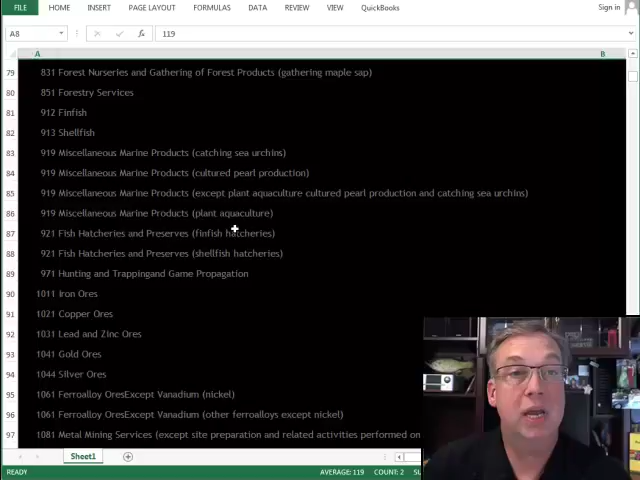 FILE HOME INSERT PAGE LAYOUT FORMULAS DATA REVIEW VIEW QuickBooks Sign in
A8 fx 119
A B
79 831 Forest Nurseries and Gathering of Forest Products (gathering maple sap)
80 851 Forestry Services
81 912 Finfish
82 913 Shellfish
83 919 Miscellaneous Marine Products (catching sea urchins)
84 919 Miscellaneous Marine Products (cultured pearl production)
85 919 Miscellaneous Marine Products (except plant aquaculture cultured pearl production and catching sea urchins)
86 919 Miscellaneous Marine Products (plant aquaculture)
87 921 Fish Hatcheries and Preserves (finfish hatcheries)
88 921 Fish Hatcheries and Preserves (shellfish hatcheries)
89 971 Hunting and Trappingand Game Propagation
90 1011 Iron Ores
91 1021 Copper Ores
92 1031 Lead and Zinc Ores
93 1041 Gold Ores
94 1044 Silver Ores
95 1061 Ferroalloy OresExcept Vanadium (nickel)
96 1061 Ferroalloy OresExcept Vanadium (other ferroalloys except nickel)
97 1081 Metal Mining Services (except site preparation and related activities performed on
Sheet1
READY AVERAGE: 119 COUNT: 2 SU